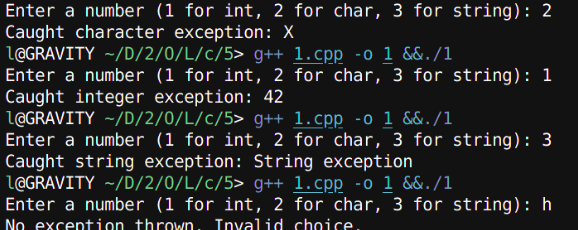 Enter a number (1 for int, 2 for char, 3 for string): 2
Caught character exception: X
l@GRAVITY ~/D/2/O/L/c/5> g++ 1.cpp -o 1 &&./1
Enter a number (1 for int, 2 for char, 3 for string): 1
Caught integer exception: 42
l@GRAVITY ~/D/2/O/L/c/5> g++ 1.cpp -o 1 &&./1
Enter a number (1 for int, 2 for char, 3 for string): 3
Caught string exception: String exception
l@GRAVITY ~/D/2/O/L/c/5> g++ 1.cpp -o 1 &&./1
Enter a number (1 for int, 2 for char, 3 for string): h
No exception thrown. Invalid choice.